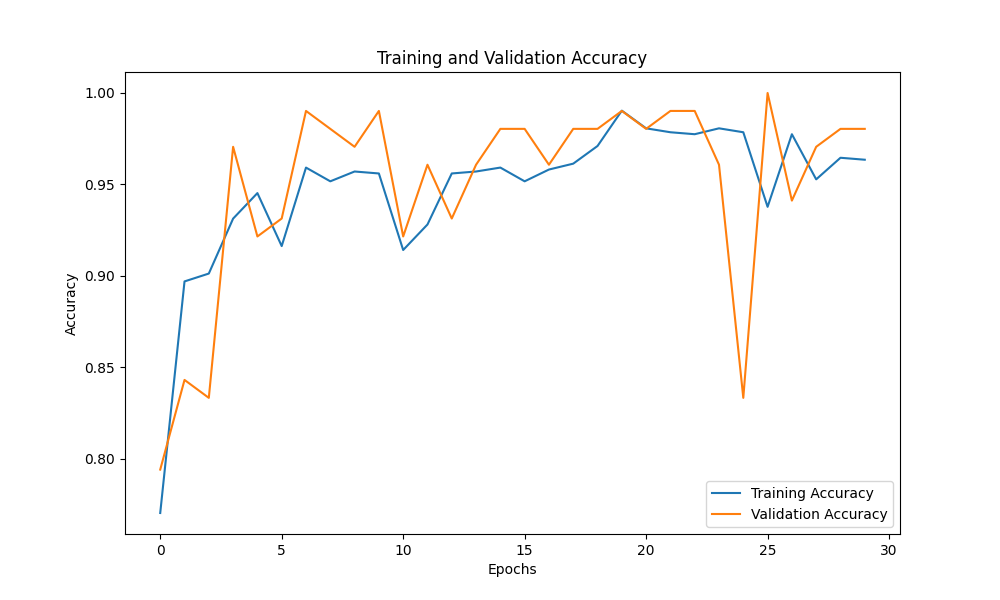 Training and Validation Accuracy
1.00
0.95
0.90
0.85
0.80
Accuracy
0
5
10
15
20
25
30
Epochs
Training Accuracy
Validation Accuracy